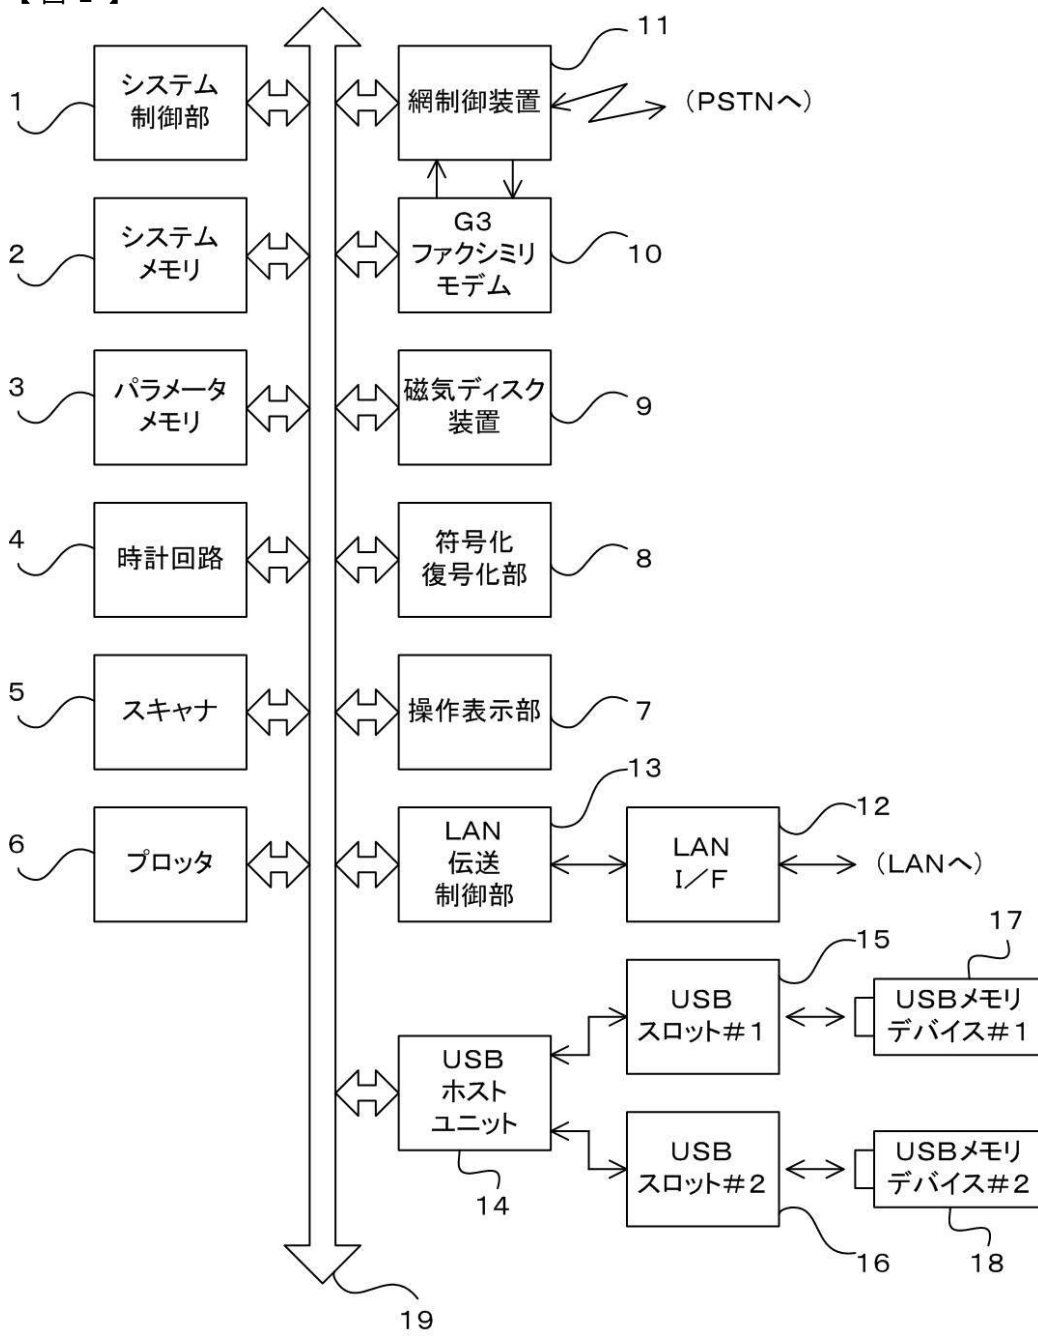 システム
制御部
1
網制御装置
11
(PSTNへ)
システム
メモリ
2
G3
ファクシミリ
モデム
10
パラメータ
メモリ
3
磁気ディスク
装置
9
時計回路
4
符号化
復号化部
8
スキャナ
5
操作表示部
7
プロッタ
6
LAN
伝送
制御部
13
LAN
I/F
12
(LANへ)
USB
ホスト
ユニット
14
USB
スロット#1
15
USBメモリ
デバイス#1
17
USB
スロット#2
16
USBメモリ
デバイス#2
18
19